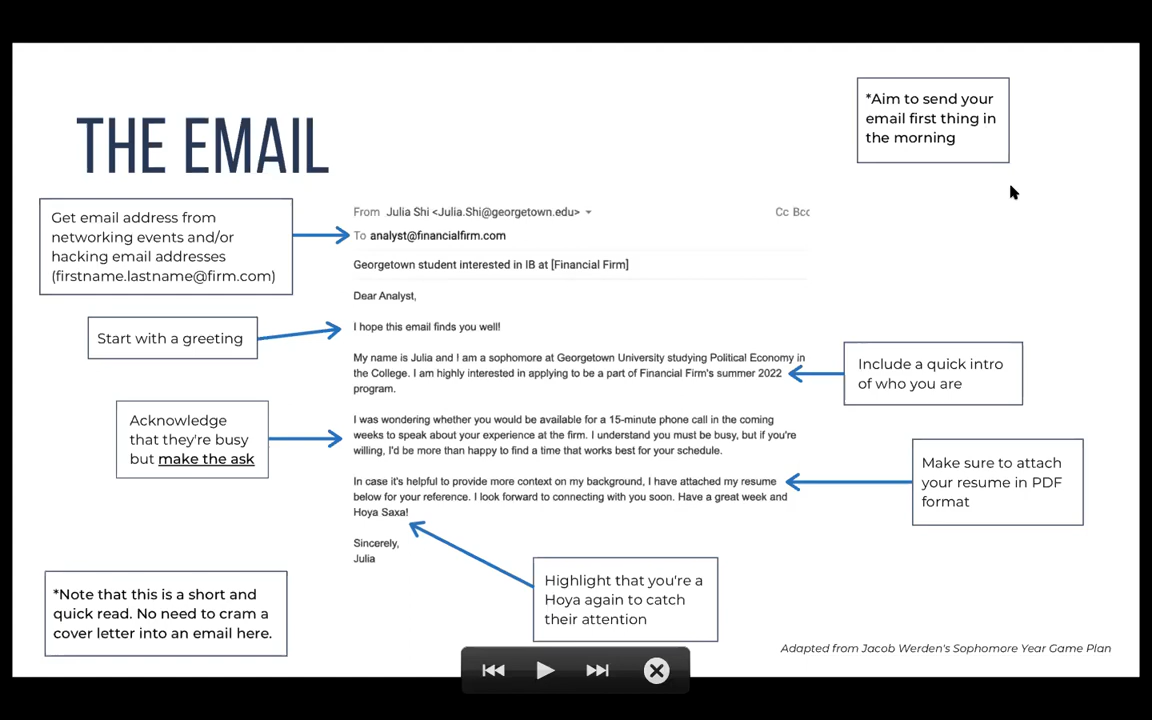 *Aim to send your
email first thing in
the morning
THE EMAIL
Get email address from
networking events and/or
hacking email addresses
(firstname.lastname@firm.com)
From Julia Shi <Julia.Shi@georgetown.edu>
Cc Bcc
To analyst@financialfirm.com
Georgetown student interested in IB at [Financial Firm]
Dear Analyst,
I hope this email finds you well!
Start with a greeting
My name is Julia and I am a sophomore at Georgetown University studying Political Economy in
the College. I am highly interested in applying to be a part of Financial Firm's summer 2022
program.
Include a quick intro
of who you are
I was wondering whether you would be available for a 15-minute phone call in the coming
weeks to speak about your experience at the firm. I understand you must be busy, but if you're
willing, I'd be more than happy to find a time that works best for your schedule.
Acknowledge
that they're busy
but make the ask
In case it's helpful to provide more context on my background, I have attached my resume
below for your reference. I look forward to connecting with you soon. Have a great week and
Hoya Saxa!
Make sure to attach
your resume in PDF
format
Sincerely,
Julia
Highlight that you're a
Hoya again to catch
their attention
*Note that this is a short and
quick read. No need to cram a
cover letter into an email here.
Adapted from Jacob Werden's Sophomore Year Game Plan